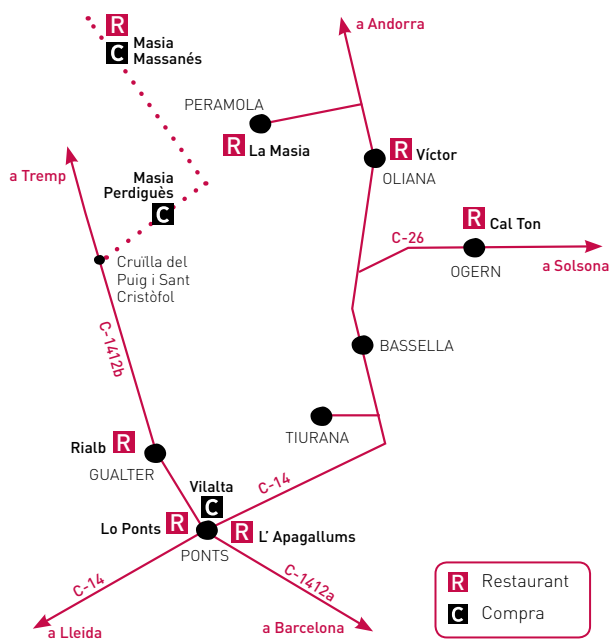 R
C
Masia
Massanés
a Andorra
PERAMOLA
R
La Masia
R
Víctor
OLIANA
a Tremp
Masia
Perdiguès
C
R
Cal Ton
C-26
OGERN
a Solsona
Cruïlla del
Puig i Sant
Cristòfol
C-1412b
BASSELLA
TIURANA
Rialb
R
GUALTER
C-14
Vilalta
C
Lo Ponts
R
R
L’ Apagallums
PONTS
C-14
C-1412a
a Lleida
a Barcelona
R Restaurant
C Compra